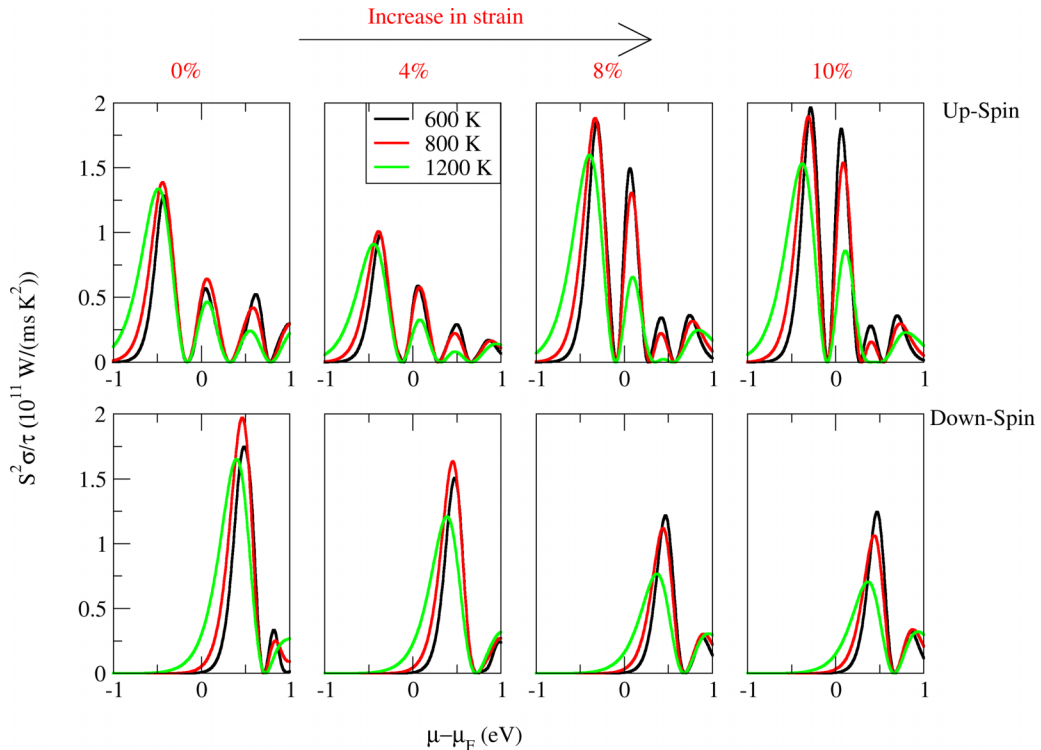 Increase in strain
0% 4% 8% 10%
Up-Spin
600 K
800 K
1200 K
2
1.5
1
0.5
0
-1 0 1 -1 0 1 -1 0 1 -1 0 1
Down-Spin
S²σ/τ (10¹¹ W/(ms K²))
2
1.5
1
0.5
0
-1 0 1 -1 0 1 -1 0 1 -1 0 1
μ−μF (eV)